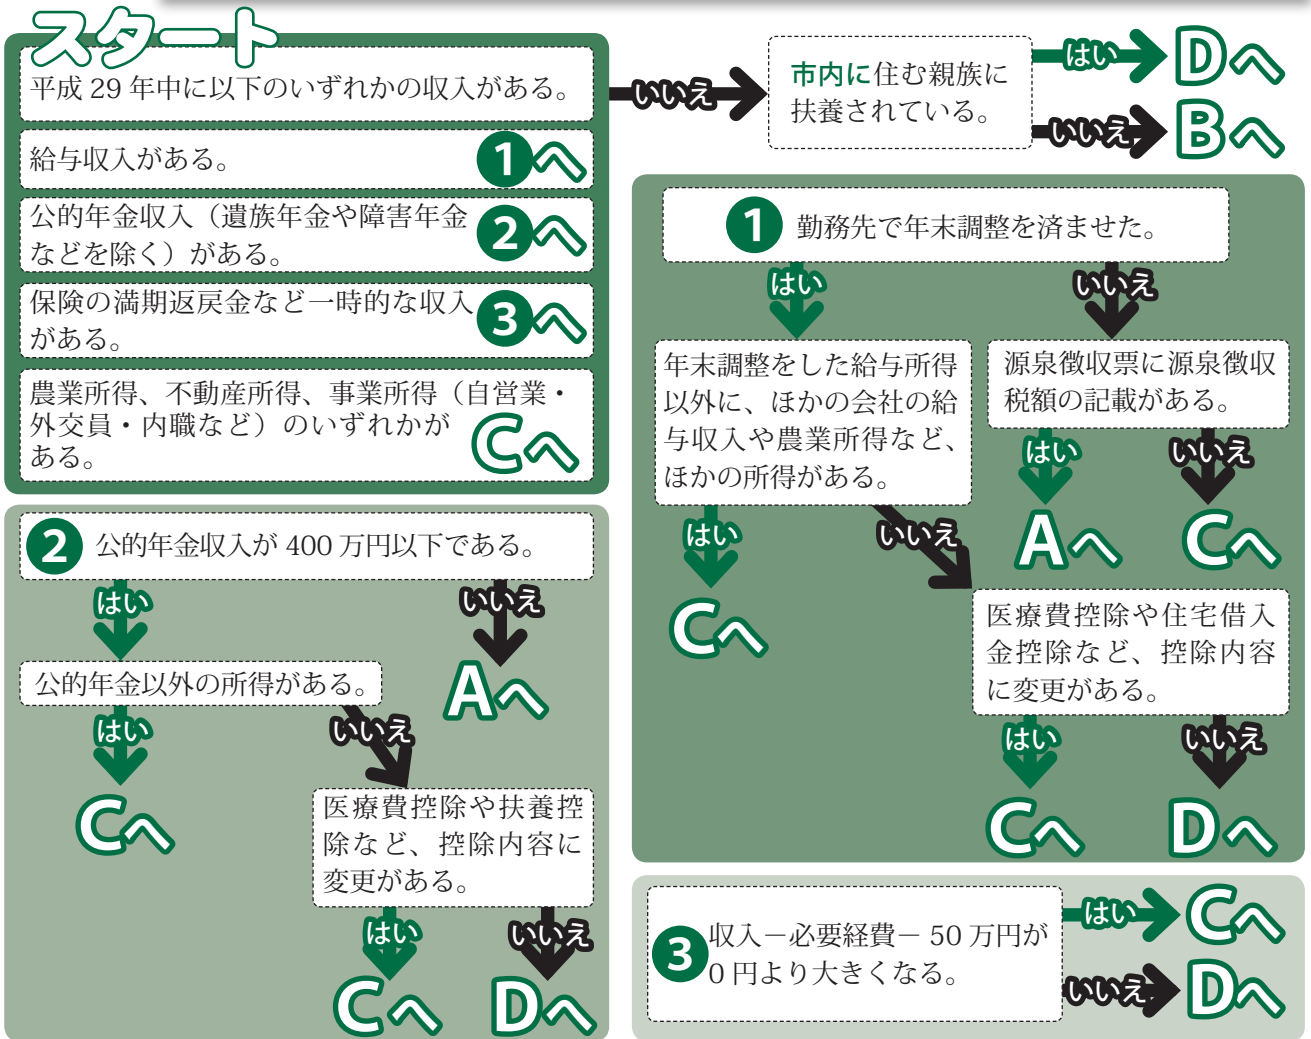 スタート
平成 29 年中に以下のいずれかの収入がある。
給与収入がある。
1へ
公的年金収入（遺族年金や障害年金
などを除く）がある。
2へ
保険の満期返戻金など一時的な収入
がある。
3へ
農業所得、不動産所得、事業所得（自営業・
外交員・内職など）のいずれかが
ある。
Cへ
いいえ
市内に住む親族に
扶養されている。
はい
Dへ
いいえ
Bへ
1 勤務先で年末調整を済ませた。
はい
いいえ
年末調整をした給与所得
以外に、ほかの会社の給
与収入や農業所得など、
ほかの所得がある。
源泉徴収票に源泉徴収
税額の記載がある。
はい
いいえ
Aへ
Cへ
はい
いいえ
Cへ
医療費控除や住宅借入
金控除など、控除内容
に変更がある。
はい
いいえ
Cへ
Dへ
2 公的年金収入が 400 万円以下である。
はい
いいえ
公的年金以外の所得がある。
Aへ
はい
いいえ
Cへ
医療費控除や扶養控
除など、控除内容に
変更がある。
はい
いいえ
Cへ
Dへ
3 収入－必要経費－ 50 万円が
0 円より大きくなる。
はい
Cへ
いいえ
Dへ